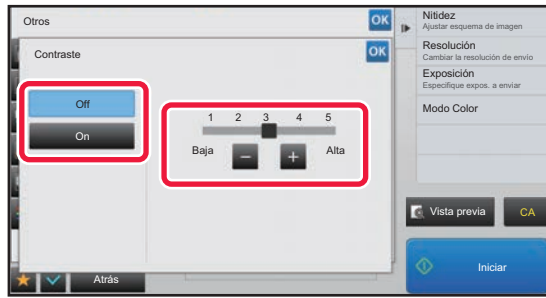 Otros
OK
Contraste
OK
Off
On
1 2 3 4 5
Baja
Alta
Atrás
Nitidez
Ajustar esquema de imagen
Resolución
Cambiar la resolución de envío
Exposición
Especifique expos. a enviar
Modo Color
Vista previa
CA
Iniciar